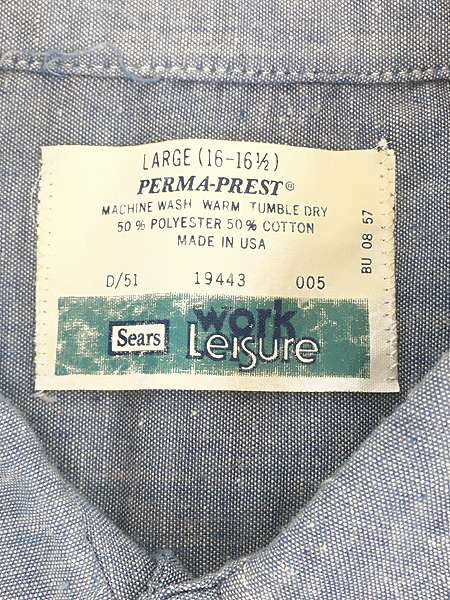 LARGE (16-16½)
PERMA-PREST®
MACHINE WASH WARM TUMBLE DRY
50% POLYESTER 50% COTTON
MADE IN USA
BU 08 57
D/51 19443 005
Sears work Leisure